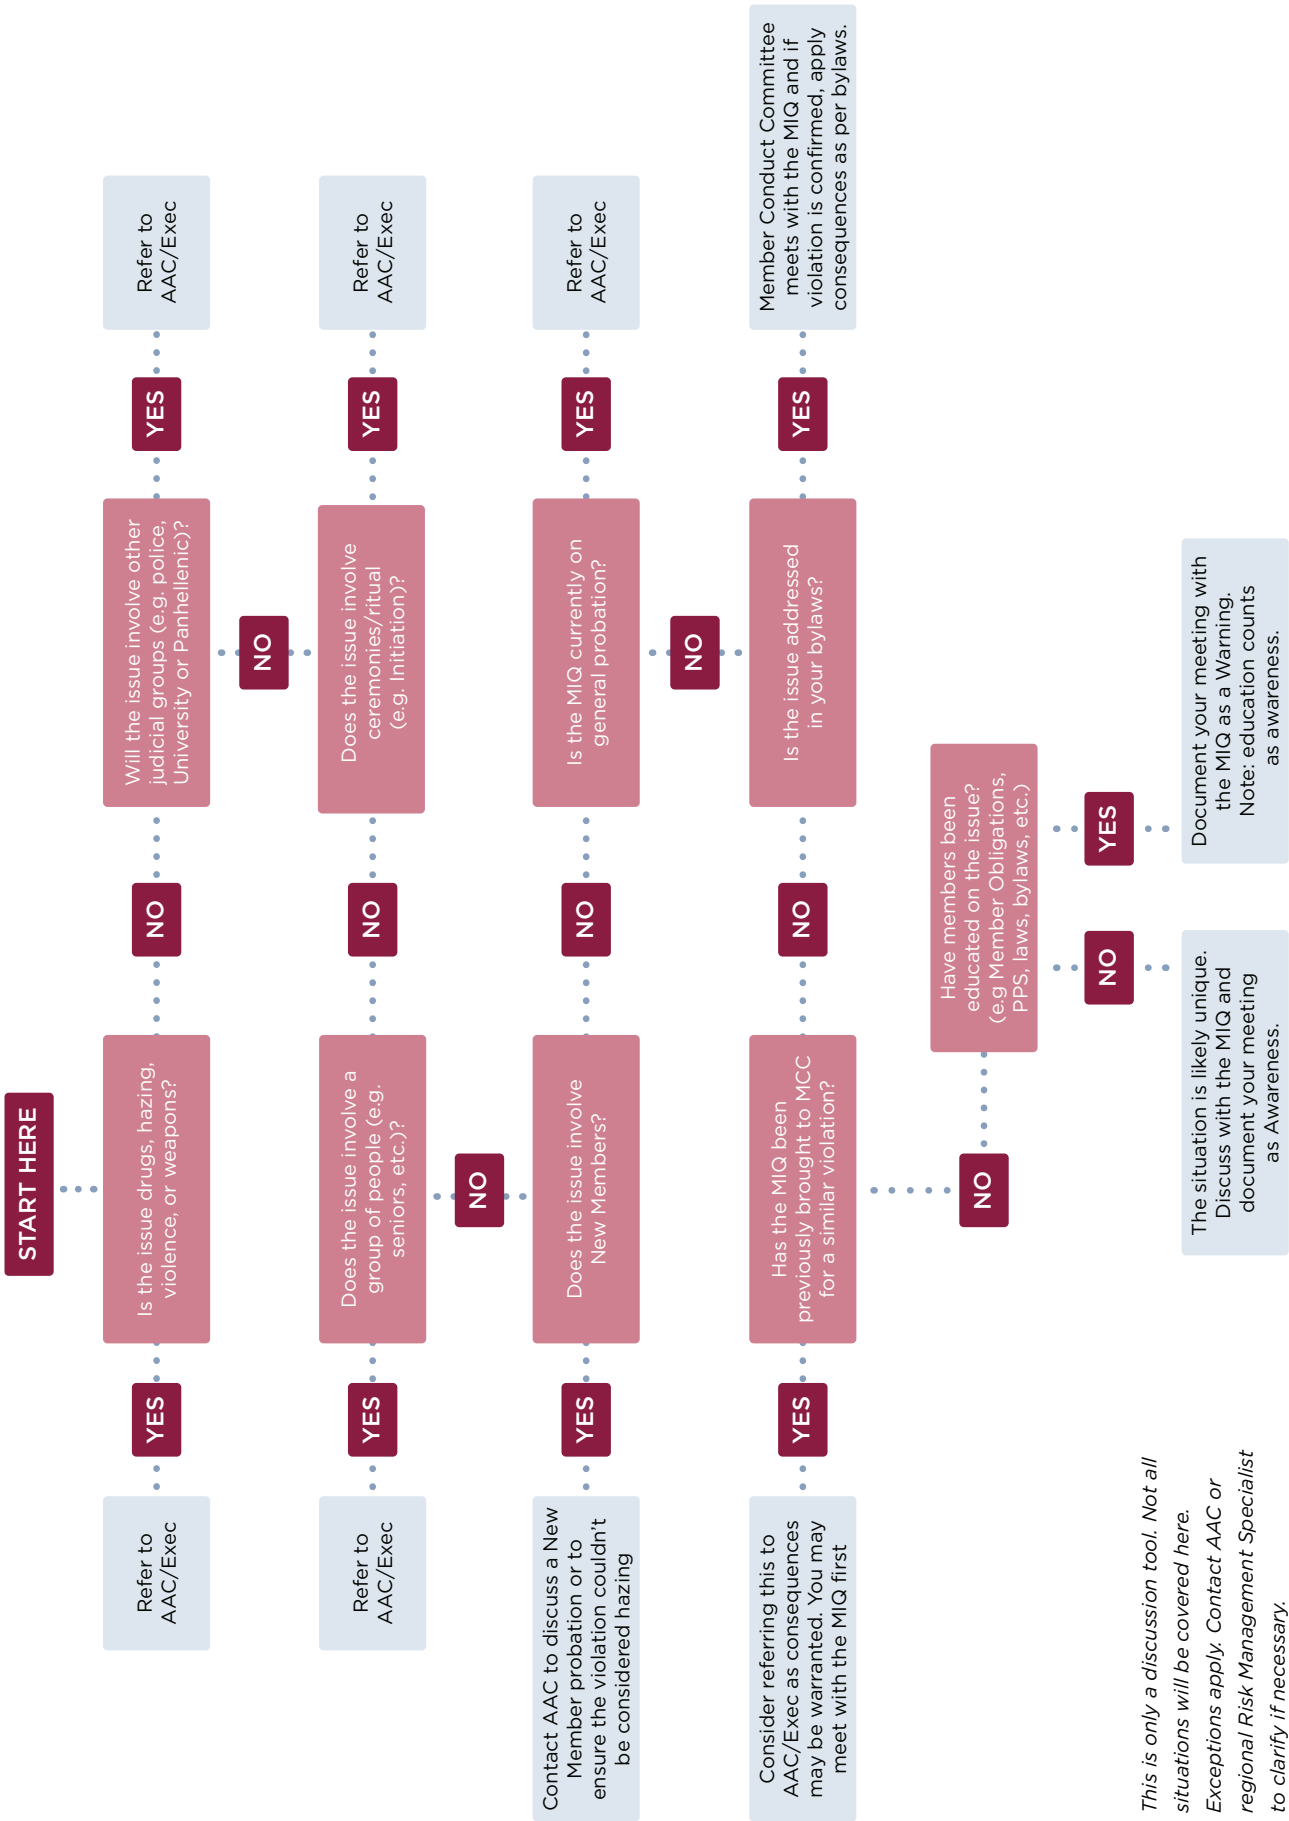 START HERE
Refer to
AAC/Exec
YES
Is the issue drugs, hazing,
violence, or weapons?
NO
Will the issue involve other
judicial groups (e.g. police,
University or Panhellenic)?
YES
Refer to
AAC/Exec
NO
Refer to
AAC/Exec
YES
Does the issue involve a
group of people (e.g.
seniors, etc.)?
NO
Does the issue involve
ceremonies/ritual
(e.g. Initiation)?
YES
Refer to
AAC/Exec
NO
Contact AAC to discuss a New
Member probation or to
ensure the violation couldn't
be considered hazing
YES
Does the issue involve
New Members?
NO
Is the MIQ currently on
general probation?
YES
Refer to
AAC/Exec
NO
Consider referring this to
AAC/Exec as consequences
may be warranted. You may
meet with the MIQ first
YES
Has the MIQ been
previously brought to MCC
for a similar violation?
NO
Is the issue addressed
in your bylaws?
YES
Member Conduct Committee
meets with the MIQ and if
violation is confirmed, apply
consequences as per bylaws.
NO
Have members been
educated on the issue?
(e.g Member Obligations,
PPS, laws, bylaws, etc.)
NO
YES
The situation is likely unique.
Discuss with the MIQ and
document your meeting
as Awareness.
Document your meeting with
the MIQ as a Warning.
Note: education counts
as awareness.
This is only a discussion tool. Not all
situations will be covered here.
Exceptions apply. Contact AAC or
regional Risk Management Specialist
to clarify if necessary.